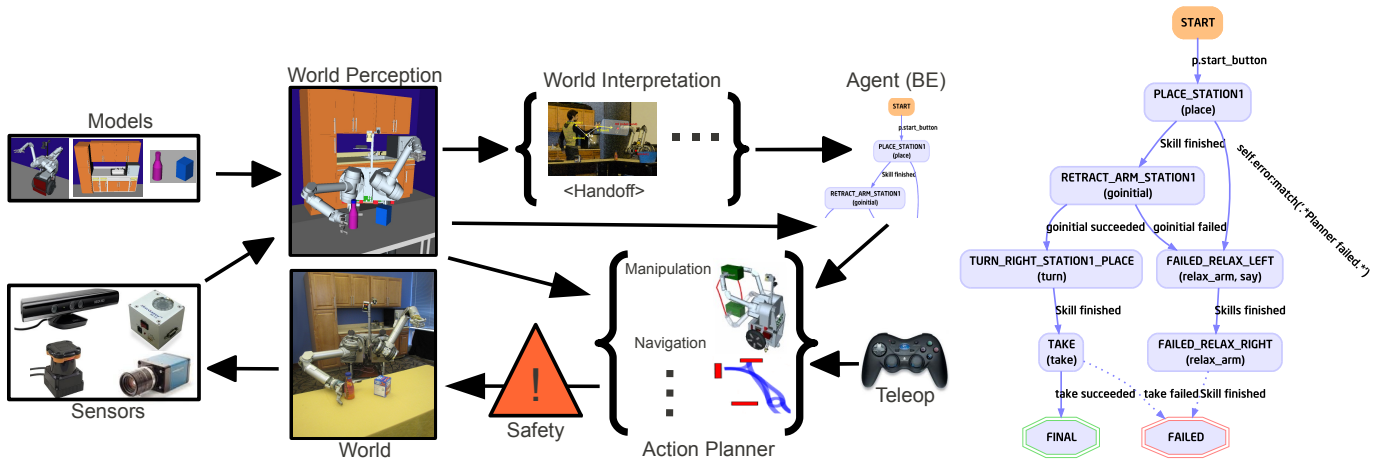 Models
World Perception
World Interpretation
<Handoff>
Agent (BE)
START
p.start_button
PLACE_STATION1
(place)
Skill finished
RETRACT_ARM_STATION1
(goinitial)
Sensors
World
Safety
!
Manipulation
Navigation
Action Planner
Teleop
START
p.start_button
PLACE_STATION1
(place)
Skill finished
self.error:match(".*Planner failed.*")
RETRACT_ARM_STATION1
(goinitial)
goinitial succeeded
goinitial failed
TURN_RIGHT_STATION1_PLACE
(turn)
FAILED_RELAX_LEFT
(relax_arm, say)
Skill finished
Skills finished
TAKE
(take)
FAILED_RELAX_RIGHT
(relax_arm)
take succeeded
take failed
Skill finished
FINAL
FAILED